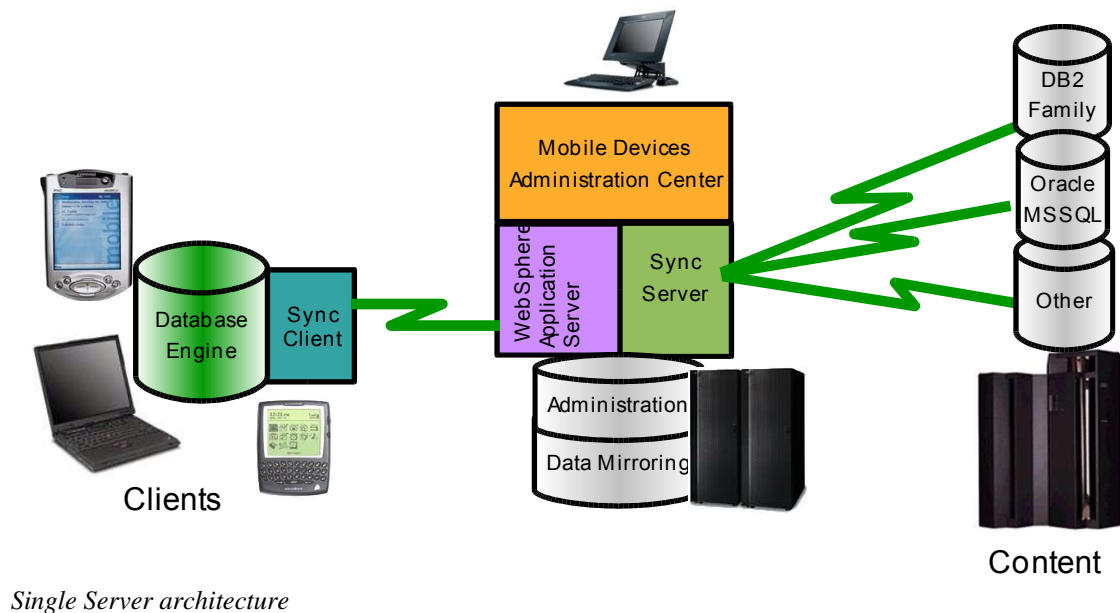 Mobile Devices
Administration Center
WebSphere
Application
Server
Sync
Server
Database
Engine
Sync
Client
Administration
Data Mirroring
DB2
Family
Oracle
MSSQL
Other
Clients
Content
Single Server architecture